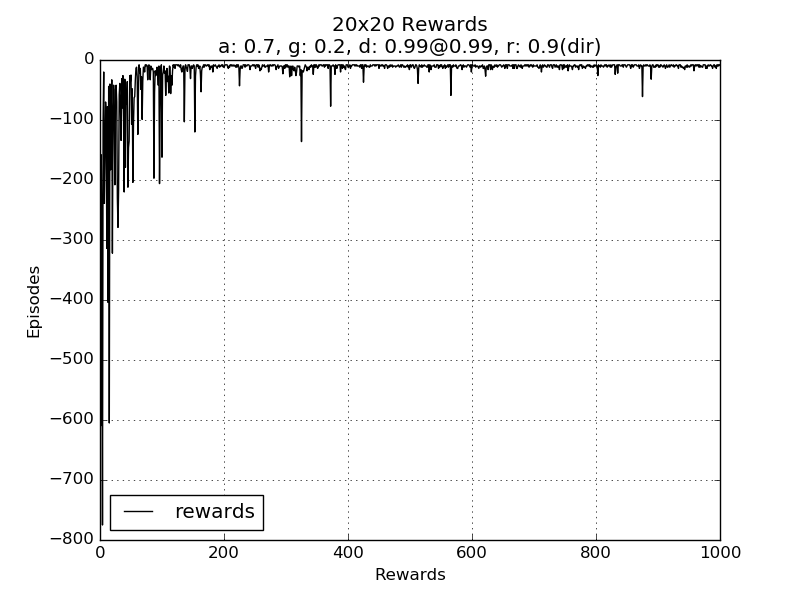 20x20 Rewards
a: 0.7, g: 0.2, d: 0.99@0.99, r: 0.9(dir)
0
−100
−200
−300
−400
−500
−600
−700
−800
Episodes
rewards
0 200 400 600 800 1000
Rewards